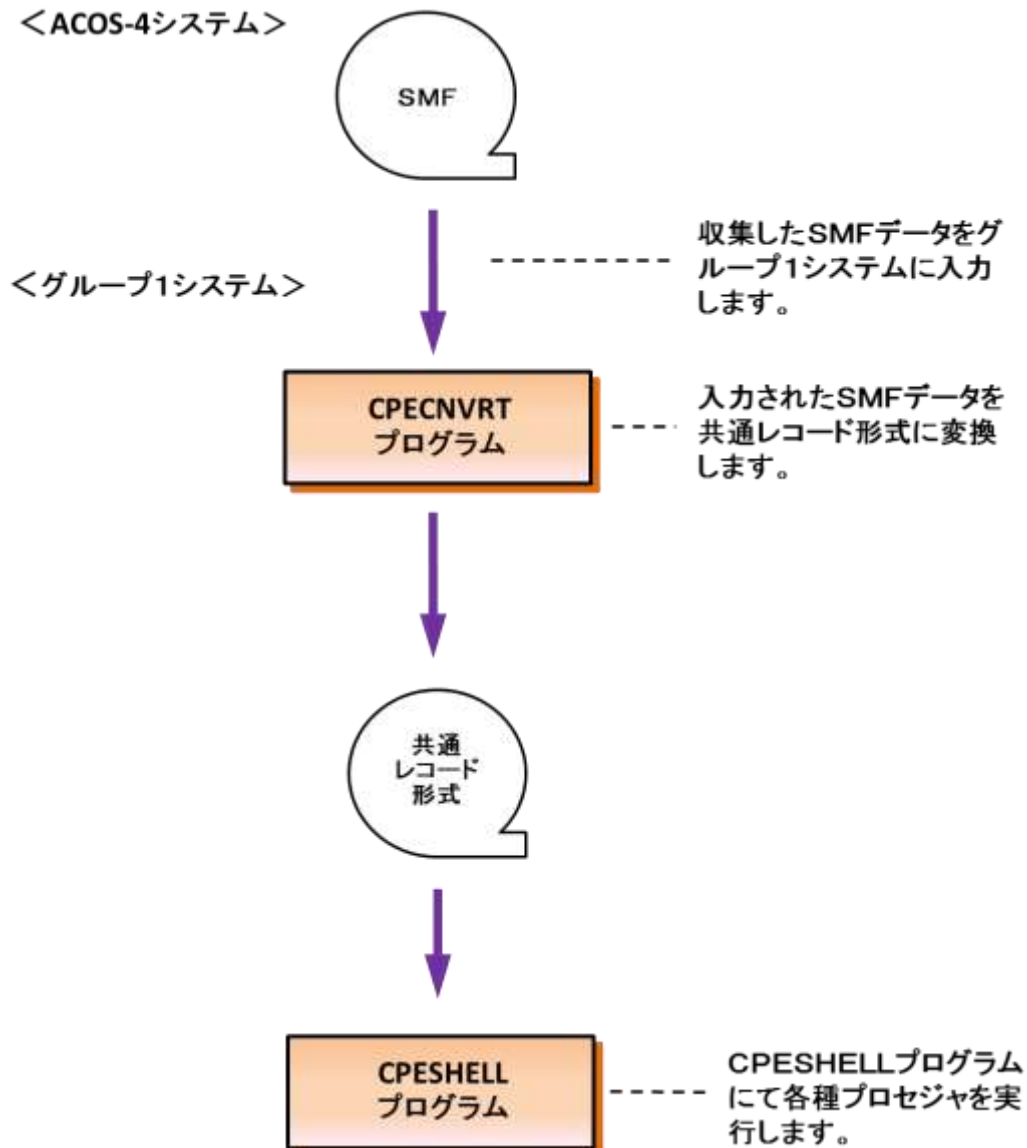 ＜ACOS-4システム＞
SMF
収集したSMFデータをグ
ループ1システムに入力
します。
＜グループ1システム＞
CPECNVRT
プログラム
入力されたSMFデータを
共通レコード形式に変換
します。
共通
レコード
形式
CPESHELL
プログラム
CPESHELLプログラム
にて各種プロセジャを実
行します。